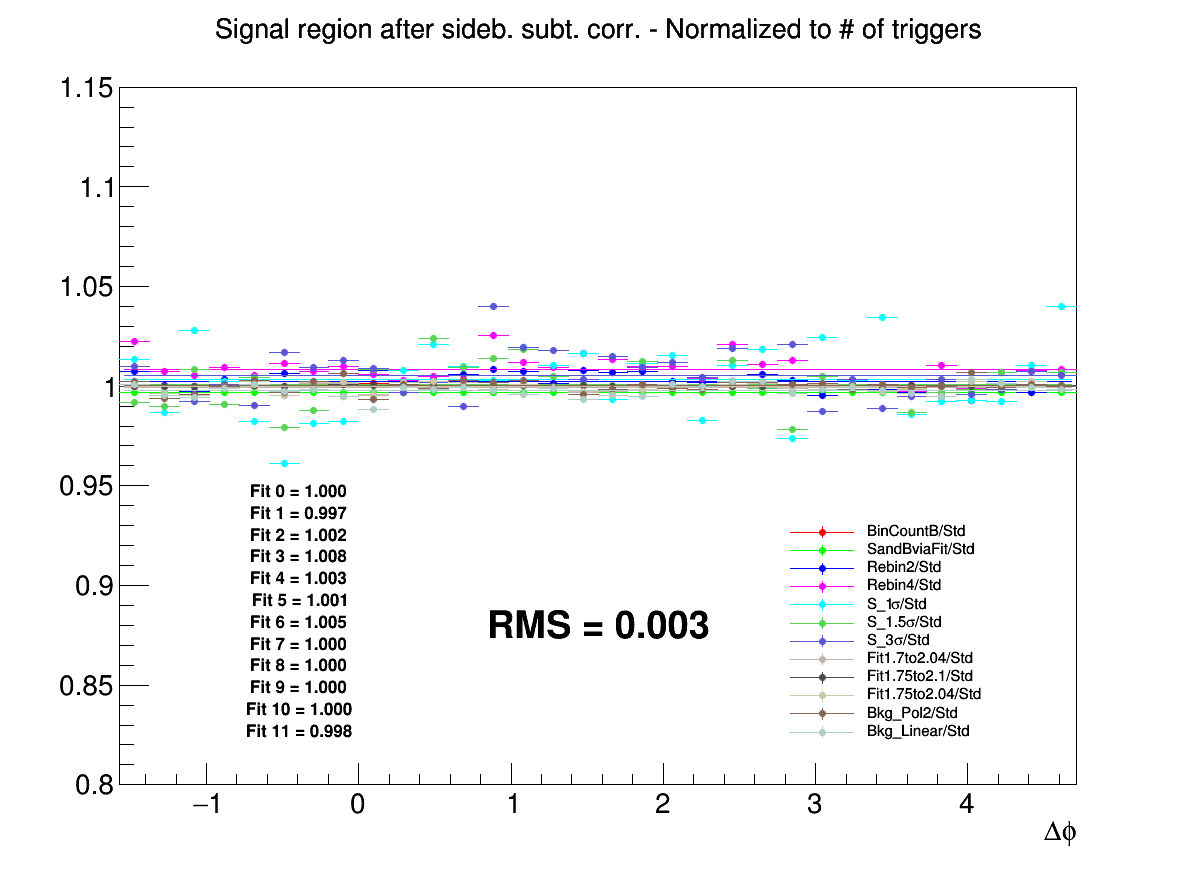 Signal region after sideb. subt. corr. - Normalized to # of triggers
1.15
1.1
1.05
1
0.95
0.9
0.85
0.8
Fit 0 = 1.000
Fit 1 = 0.997
Fit 2 = 1.002
Fit 3 = 1.008
Fit 4 = 1.003
Fit 5 = 1.001
Fit 6 = 1.005
Fit 7 = 1.000
Fit 8 = 1.000
Fit 9 = 1.000
Fit 10 = 1.000
Fit 11 = 0.998
RMS = 0.003
BinCountB/Std
SandBviaFit/Std
Rebin2/Std
Rebin4/Std
S_1σ/Std
S_1.5σ/Std
S_3σ/Std
Fit1.7to2.04/Std
Fit1.75to2.1/Std
Fit1.75to2.04/Std
Bkg_Pol2/Std
Bkg_Linear/Std
−1 0 1 2 3 4
Δϕ